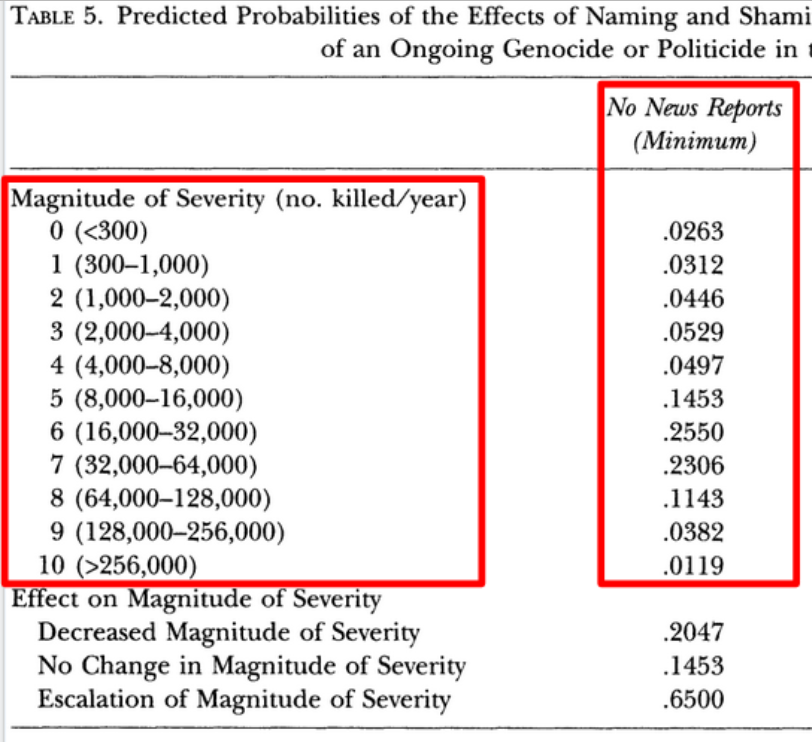 TABLE 5. Predicted Probabilities of the Effects of Naming and Shami
of an Ongoing Genocide or Politicide in
No News Reports
(Minimum)
Magnitude of Severity (no. killed/year)
0 (<300) .0263
1 (300–1,000) .0312
2 (1,000–2,000) .0446
3 (2,000–4,000) .0529
4 (4,000–8,000) .0497
5 (8,000–16,000) .1453
6 (16,000–32,000) .2550
7 (32,000–64,000) .2306
8 (64,000–128,000) .1143
9 (128,000–256,000) .0382
10 (>256,000) .0119
Effect on Magnitude of Severity
Decreased Magnitude of Severity .2047
No Change in Magnitude of Severity .1453
Escalation of Magnitude of Severity .6500